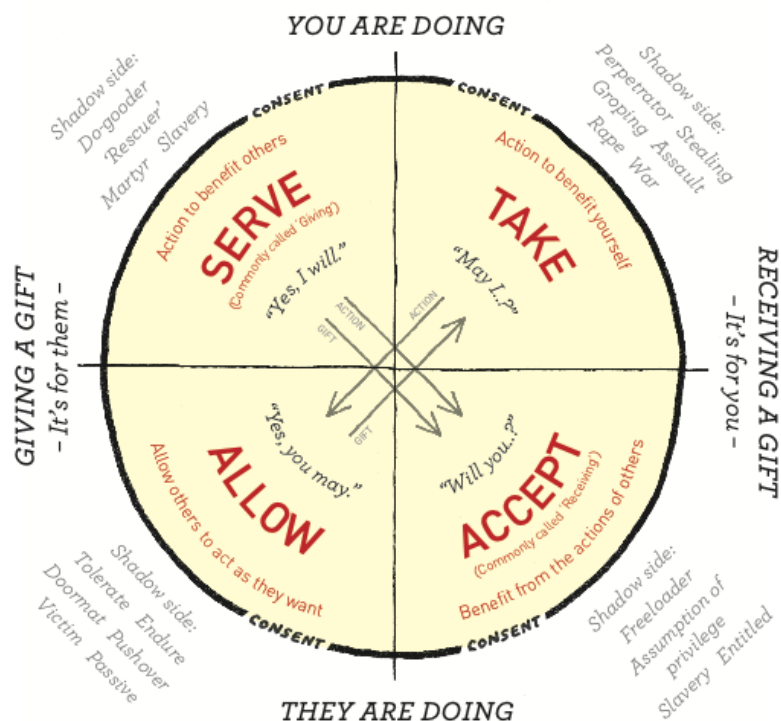 YOU ARE DOING
Shadow side:
Do-gooder
'Rescuer'
Martyr Slavery
Shadow side:
Perpetrator Stealing
Groping Assault
Rape War
CONSENT
CONSENT
Action to benefit others
SERVE
(Commonly called 'Giving')
"Yes, I will."
Action to benefit yourself
TAKE
"May I..?"
GIVING A GIFT
– It's for them –
RECEIVING A GIFT
– It's for you –
ACTION
GIFT
ACTION
GIFT
"Yes, you may."
ALLOW
Allow others to act as they want
"Will you..?"
ACCEPT
(Commonly called 'Receiving')
Benefit from the actions of others
CONSENT
CONSENT
Shadow side:
Tolerate Endure
Doormat Pushover
Victim Passive
Shadow side:
Freeloader
Assumption of
privilege
Slavery Entitled
THEY ARE DOING